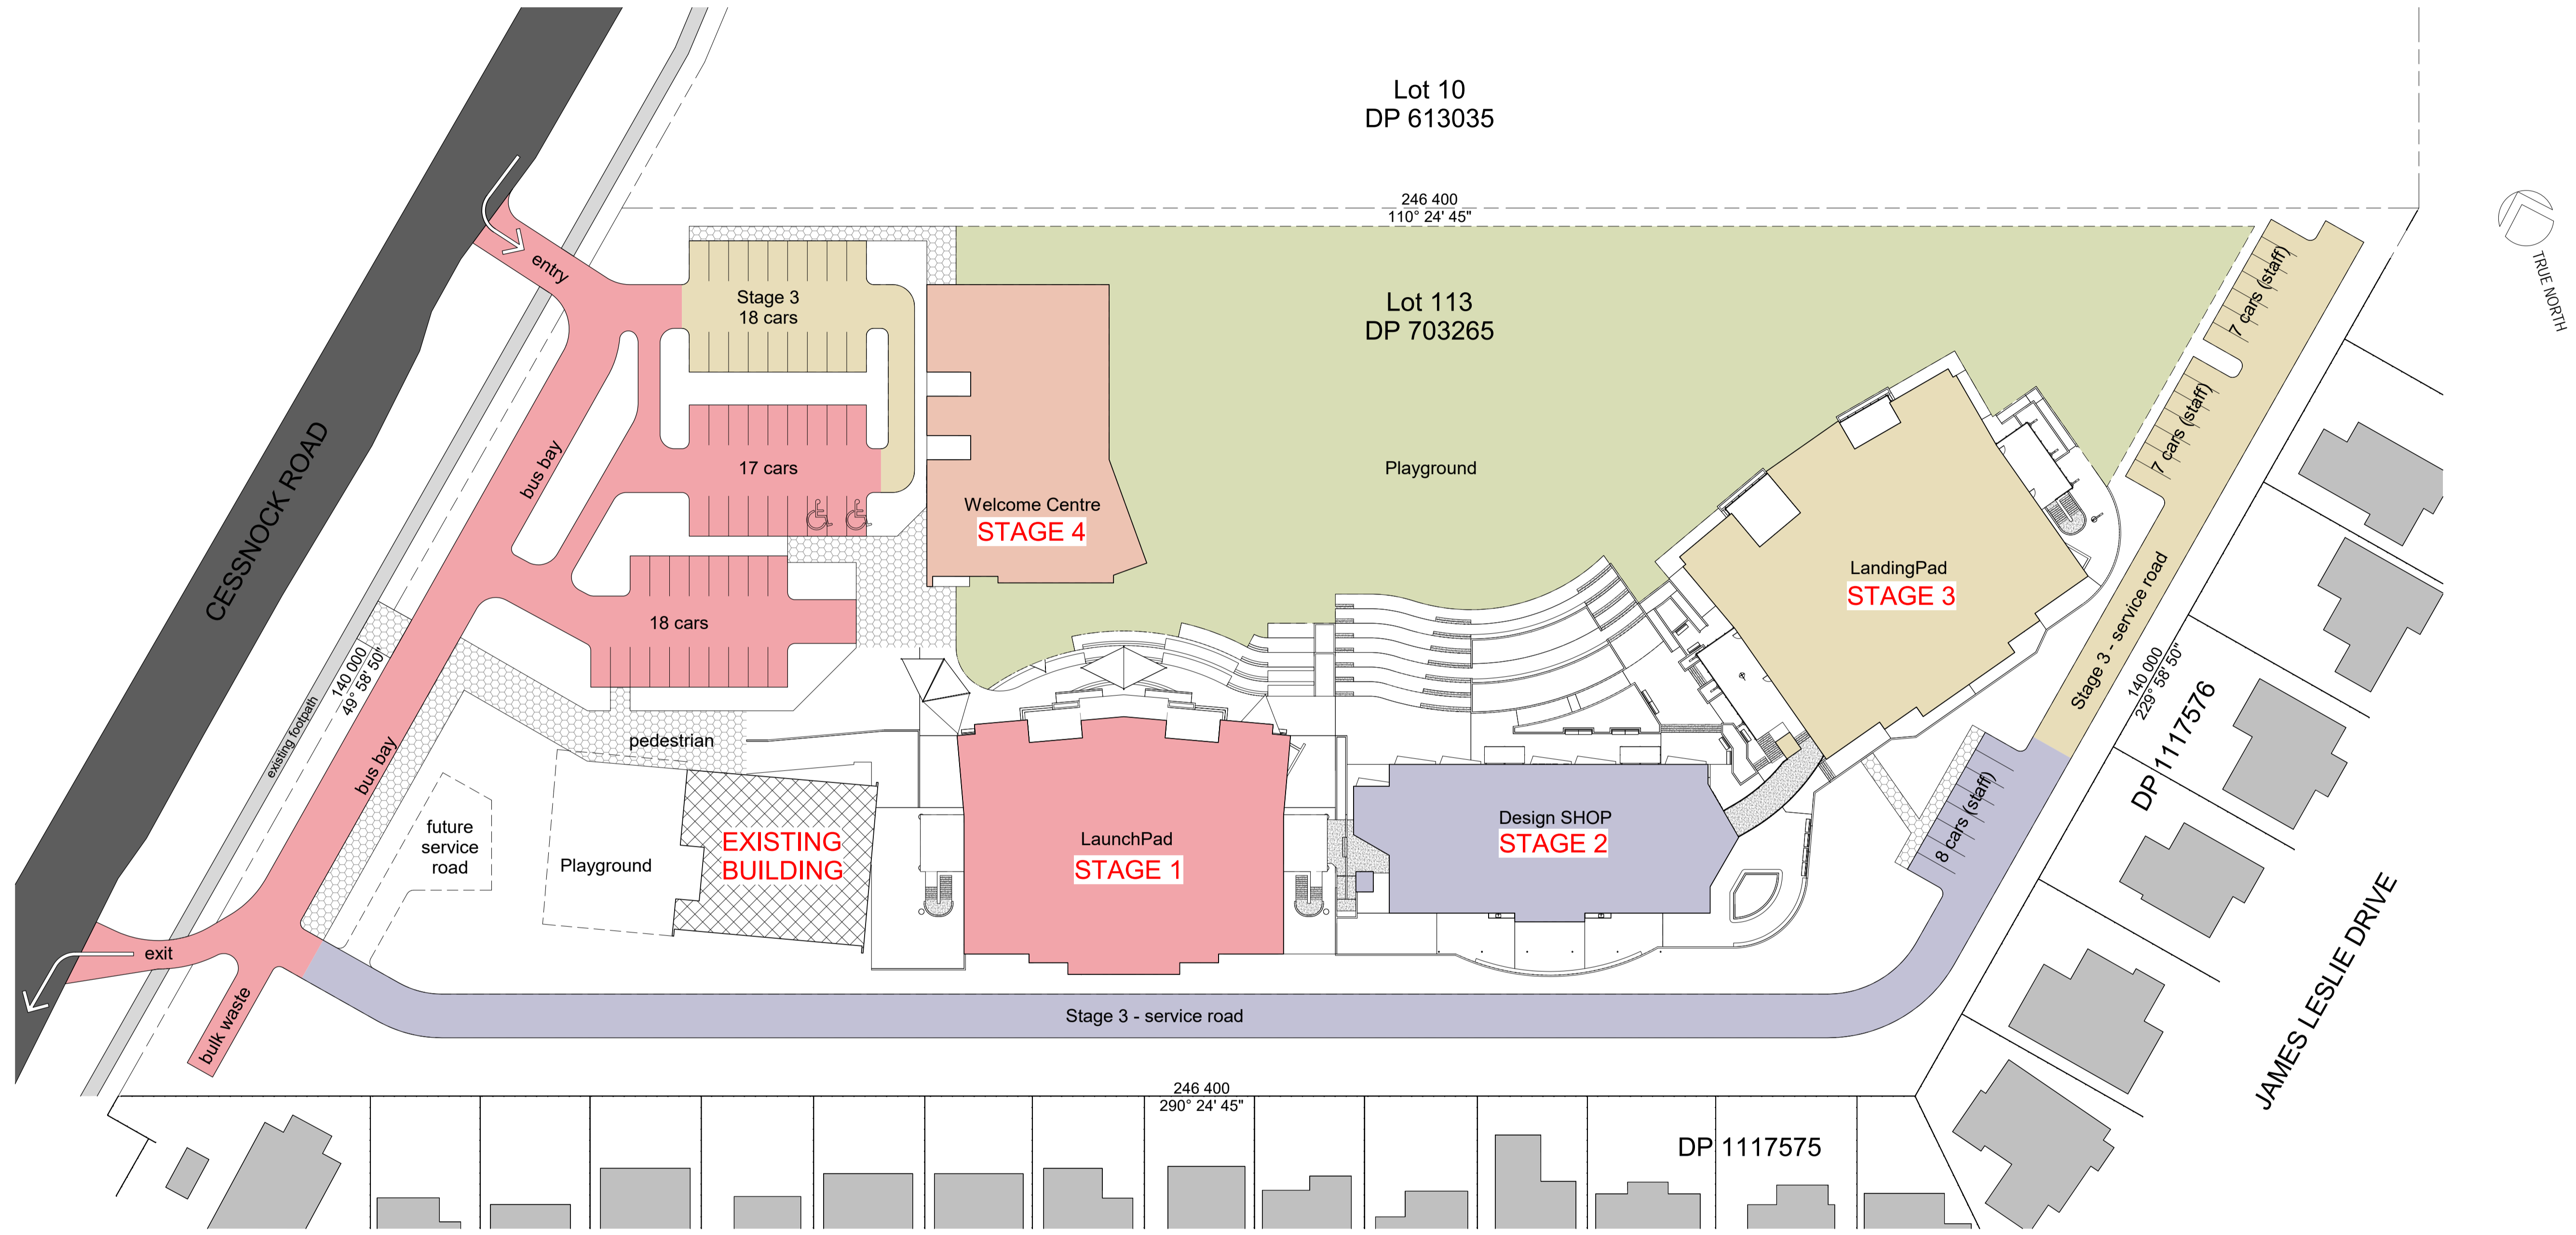 Lot 10
DP 613035
246 400
110° 24' 45"
TRUE NORTH
entry
Stage 3
18 cars
Lot 113
DP 703265
7 cars (staff)
7 cars (staff)
CESSNOCK ROAD
bus bay
17 cars
Playground
Welcome Centre
STAGE 4
LandingPad
STAGE 3
18 cars
Stage 3 - service road
140 000
229° 58' 50"
DP 1117576
existing footpath
140 000
49° 58' 50"
bus bay
pedestrian
future
service
road
Playground
EXISTING
BUILDING
LaunchPad
STAGE 1
Design SHOP
STAGE 2
8 cars (staff)
JAMES LESLIE DRIVE
exit
bulk waste
Stage 3 - service road
246 400
290° 24' 45"
DP 1117575